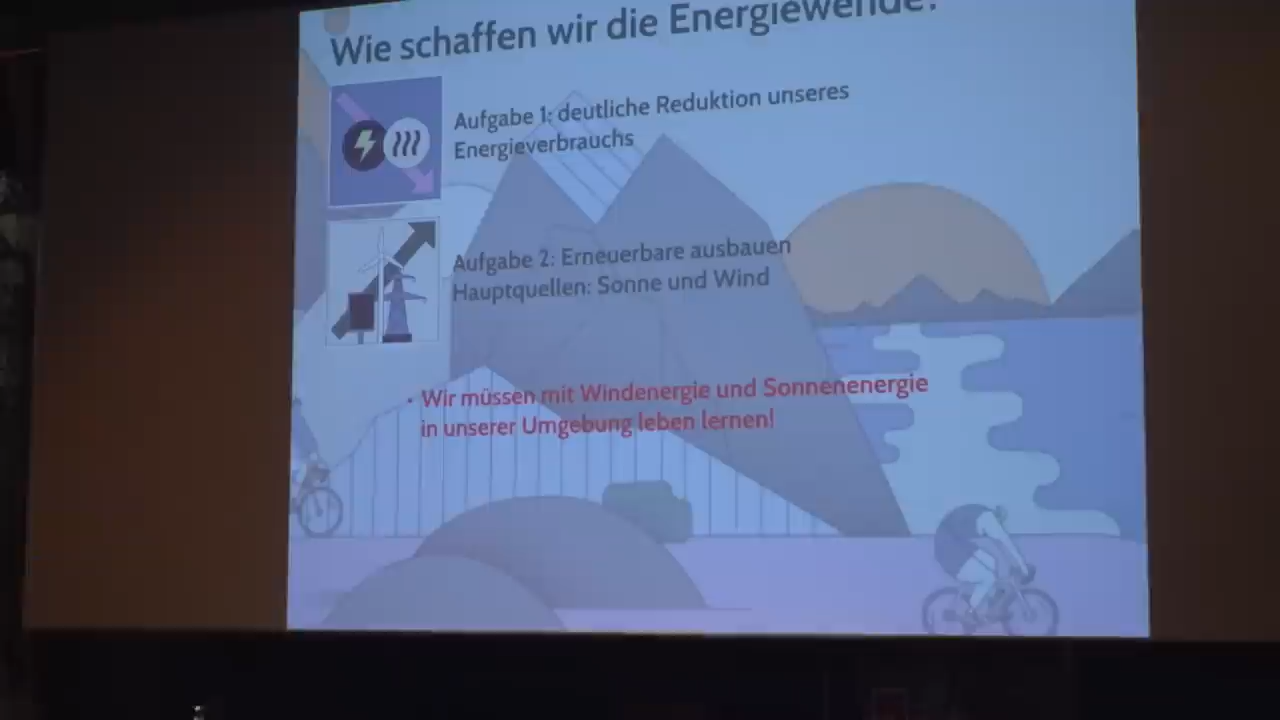 Wie schaffen wir die Energiewende?
Aufgabe 1: deutliche Reduktion unseres
Energieverbrauchs
Aufgabe 2: Erneuerbare ausbauen
Hauptquellen: Sonne und Wind
• Wir müssen mit Windenergie und Sonnenenergie
in unserer Umgebung leben lernen!